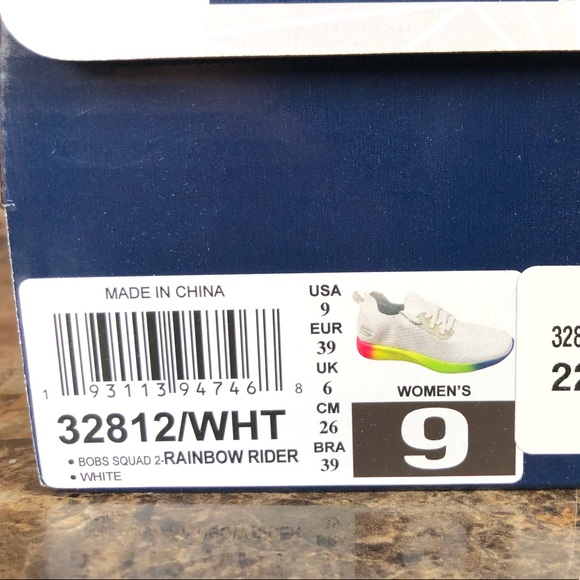 MADE IN CHINA
1 93113 94746 8
32812/WHT
• BOBS SQUAD 2-RAINBOW RIDER
• WHITE
USA
9
EUR
39
UK
6
CM
26
BRA
39
WOMEN'S
9
328
22